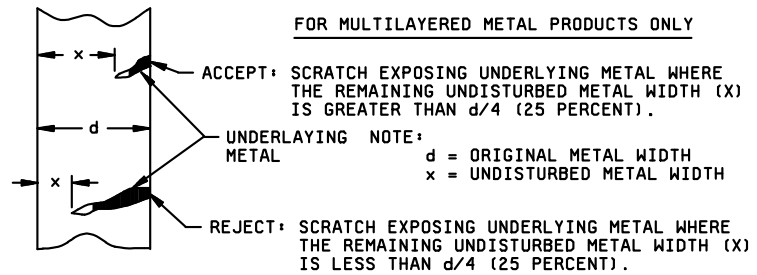 FOR MULTILAYERED METAL PRODUCTS ONLY
x
ACCEPT: SCRATCH EXPOSING UNDERLYING METAL WHERE
THE REMAINING UNDISTURBED METAL WIDTH (X)
IS GREATER THAN d/4 (25 PERCENT).
d
UNDERLAYING
METAL
NOTE:
d = ORIGINAL METAL WIDTH
x = UNDISTURBED METAL WIDTH
x
REJECT: SCRATCH EXPOSING UNDERLYING METAL WHERE
THE REMAINING UNDISTURBED METAL WIDTH (X)
IS LESS THAN d/4 (25 PERCENT).